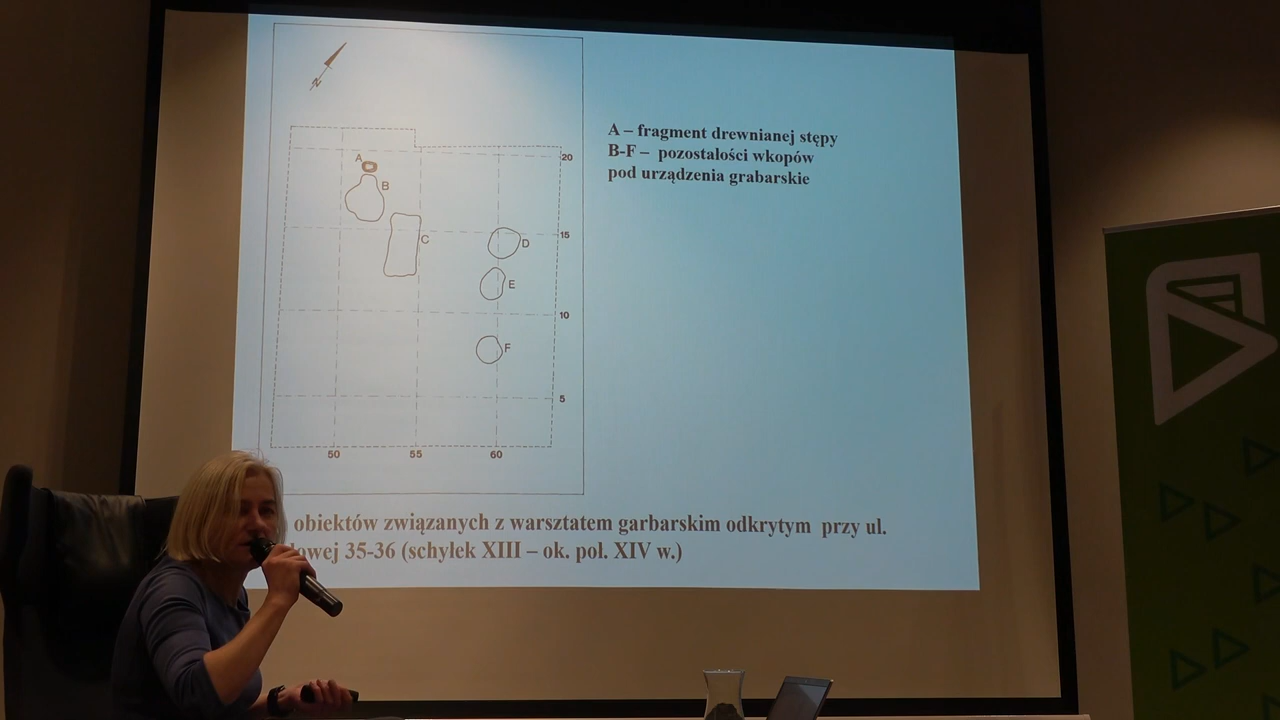 N
A
B
C
D
E
F
20
15
10
5
50
55
60
A – fragment drewnianej stępy
B-F – pozostałości wkopów
pod urządzenia grabarskie
obiektów związanych z warsztatem garbarskim odkrytym przy ul.
35-36 (schyłek XIII – ok. poł. XIV w.)